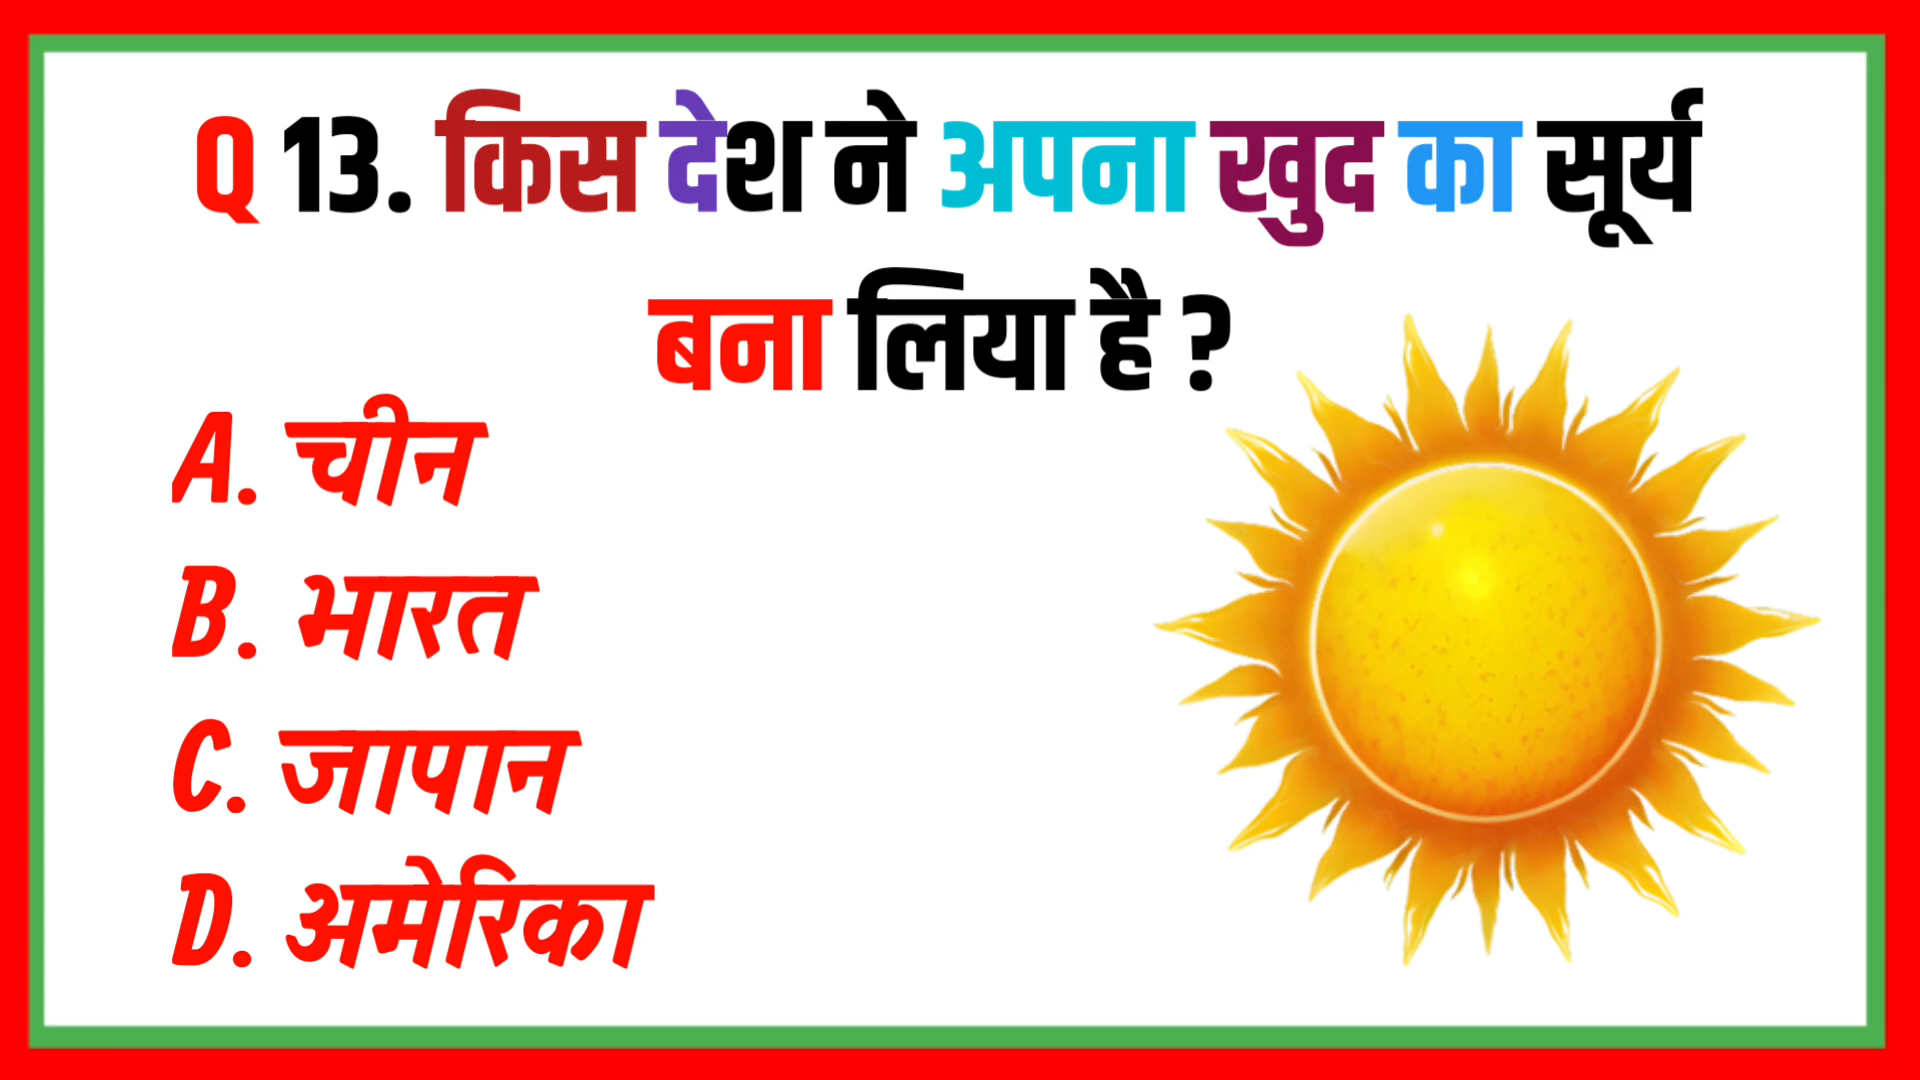 Q 13. किस देश ने अपना खुद का सूर्य
बना लिया है ?
A. चीन
B. भारत
C. जापान
D. अमेरिका